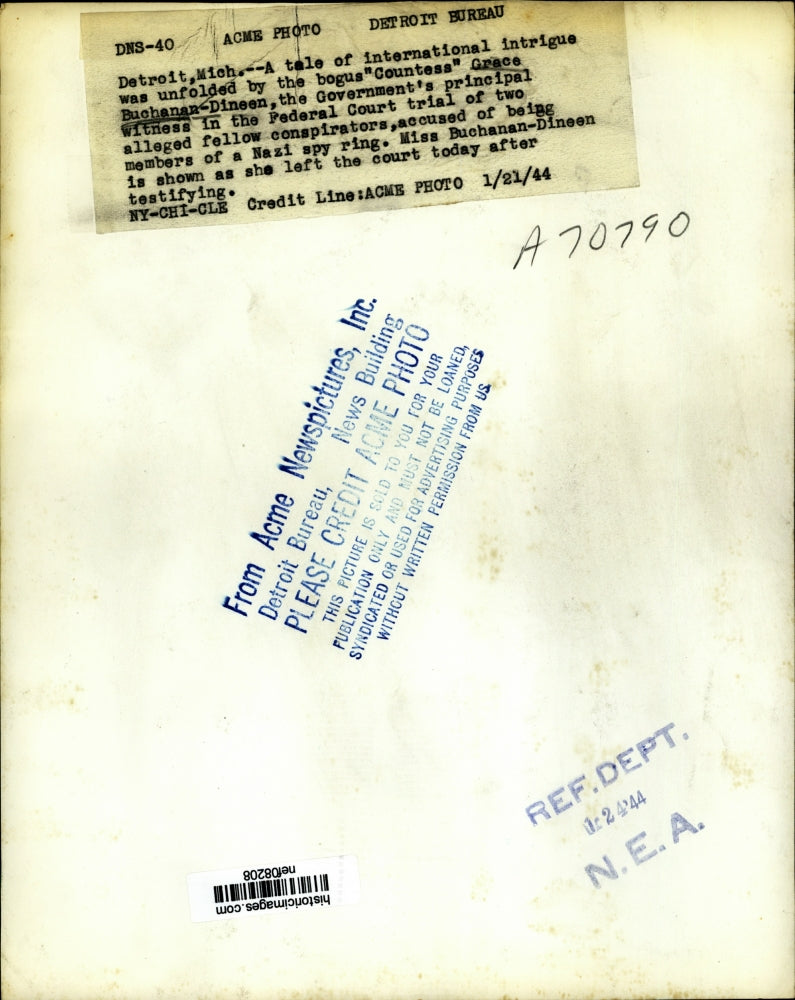 DNS-40 ACME PHOTO DETROIT BUREAU
Detroit,Mich.--A tale of international intrigue
was unfolded by the bogus"Countess" Grace
Buchanan-Dineen,the Government's principal
witness in the Federal Court trial of two
alleged fellow conspirators,accused of being
members of a Nazi spy ring. Miss Buchanan-Dineen
is shown as she left the court today after
testifying.
NY-CHI-CLE Credit Line:ACME PHOTO 1/21/44
A70790
From Acme Newspictures, Inc.
Detroit Bureau, News Building
PLEASE CREDIT ACME PHOTO
THIS PICTURE IS SOLD TO YOU FOR YOUR
PUBLICATION ONLY AND MUST NOT BE LOANED,
SYNDICATED OR USED FOR ADVERTISING PURPOSES
WITHOUT WRITTEN PERMISSION FROM US.
REF.DEPT.
24'44
N.E.A.
historicimages.com
nef08208